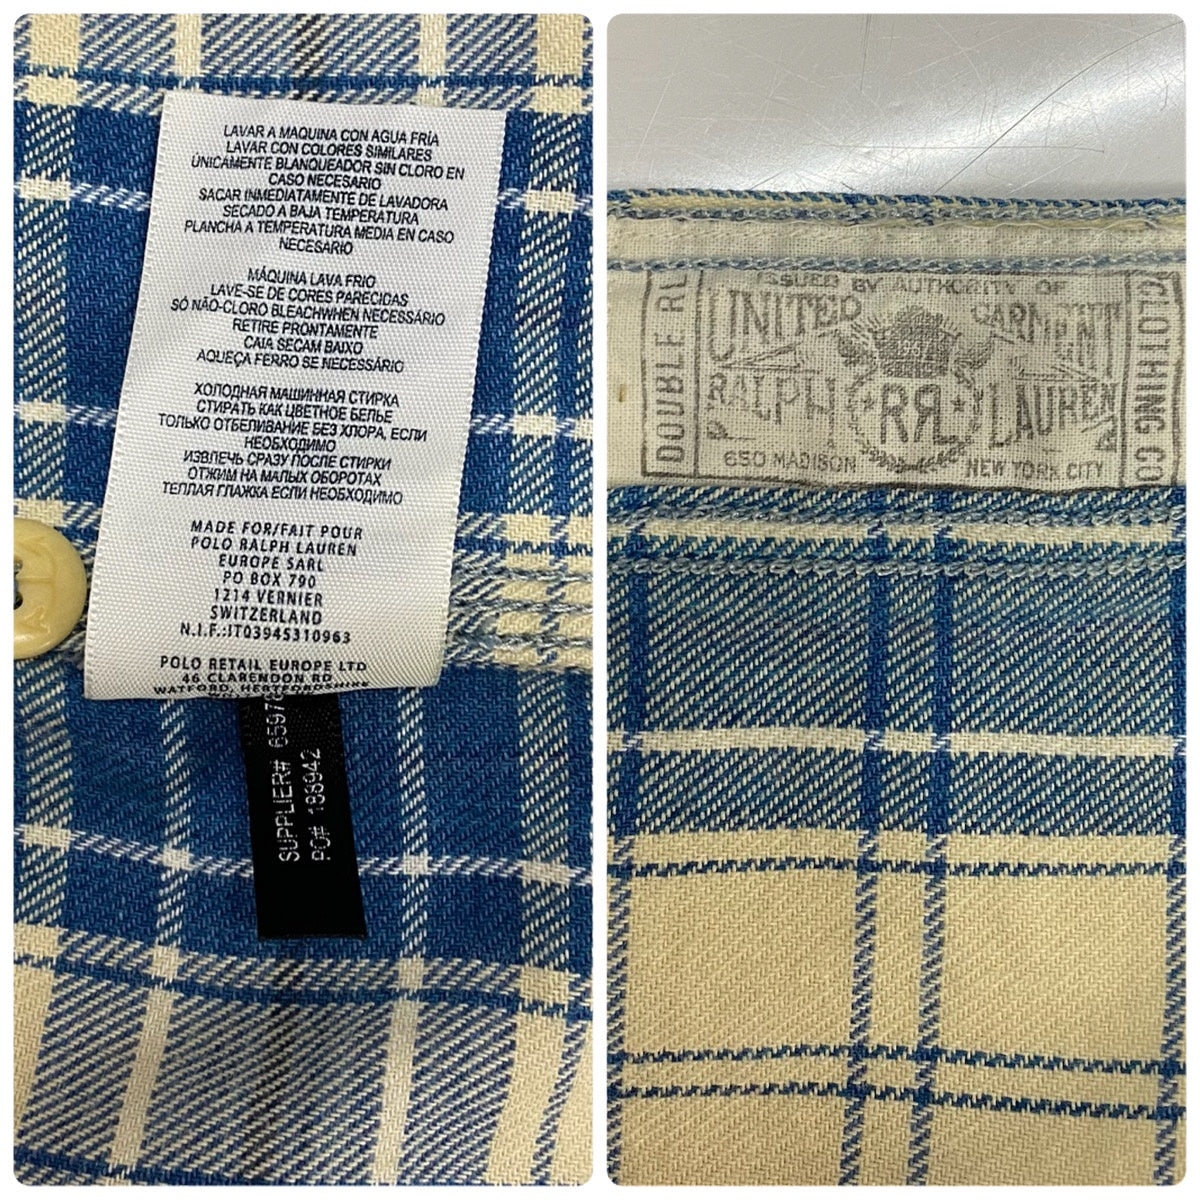 LAVAR A MAQUINA CON AGUA FRÍA
LAVAR CON COLORES SIMILARES
ÚNICAMENTE BLANQUEADOR SIN CLORO EN
CASO NECESARIO
SACAR INMEDIATAMENTE DE LAVADORA
SECADO A BAJA TEMPERATURA
PLANCHA A TEMPERATURA MEDIA EN CASO
NECESARIO
MÁQUINA LAVA FRIO
LAVE-SE DE CORES PARECIDAS
SÓ NÃO-CLORO BLEACHWHEN NECESSÁRIO
RETIRE PRONTAMENTE
CAIA SECAM BAIXO
AQUEÇA FERRO SE NECESSÁRIO
ХОЛОДНАЯ МАШИННАЯ СТИРКА
СТИРАТЬ КАК ЦВЕТНОЕ БЕЛЬЕ
ТОЛЬКО ОТБЕЛИВАНИЕ БЕЗ ХЛОРА, ЕСЛИ
НЕОБХОДИМО
ИЗВЛЕЧЬ СРАЗУ ПОСЛЕ СТИРКИ
ОТЖИМ НА МАЛЫХ ОБОРОТАХ
ТЕПЛАЯ ГЛАЖКА ЕСЛИ НЕОБХОДИМО
MADE FOR/FAIT POUR
POLO RALPH LAUREN
EUROPE SARL
PO BOX 790
1214 VERNIER
SWITZERLAND
N.I.F.:IT03945310963
POLO RETAIL EUROPE LTD
46 CLARENDON RD
WATFORD, HERTFORDSHIRE
SUPPLIER# 6597
PO# 188942
ISSUED BY AUTHORITY OF
DOUBLE RL
UNITED GARMENT
RALPH RRL LAUREN
650 MADISON NEW YORK CITY
CLOTHING CO